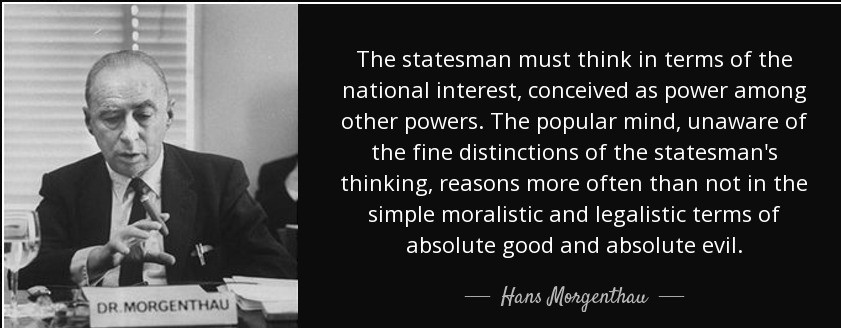 The statesman must think in terms of the
national interest, conceived as power among
other powers. The popular mind, unaware of
the fine distinctions of the statesman's
thinking, reasons more often than not in the
simple moralistic and legalistic terms of
absolute good and absolute evil.
Hans Morgenthau
DR. MORGENTHAU